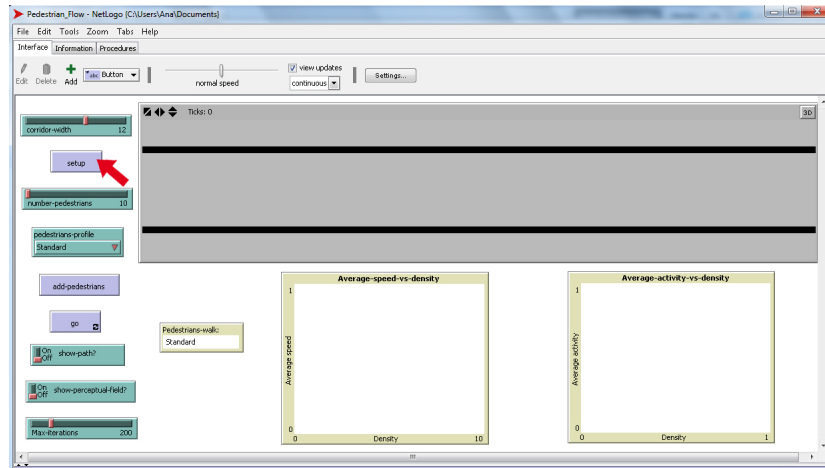 Pedestrian_Flow - NetLogo {C:\Users\Ana\Documents}
File Edit Tools Zoom Tabs Help
Interface Information Procedures
Edit Delete Add abc Button normal speed view updates continuous Settings...
Ticks: 0 3D
corridor-width 12
setup
number-pedestrians 10
pedestrians-profile
Standard
add-pedestrians
go
On
Off show-path?
On
Off show-perceptual-field?
Max-iterations 200
Pedestrians-walk:
Standard
Average-speed-vs-density
1
Average speed
0
0 Density 10
Average-activity-vs-density
1
Average activity
0
0 Density 1